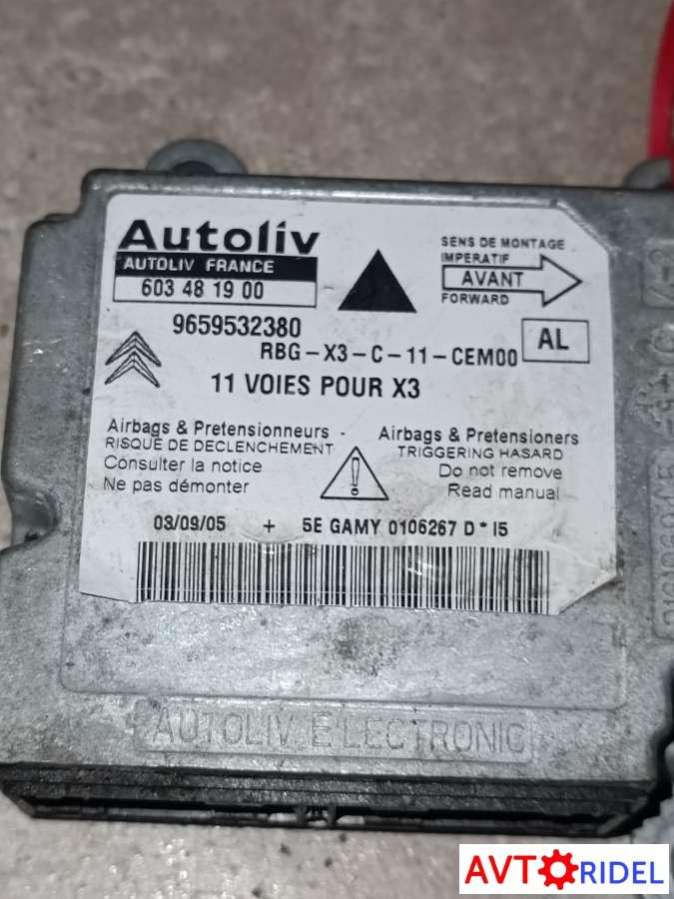 Autoliv
AUTOLIV FRANCE
603 48 19 00
SENS DE MONTAGE
IMPERATIF
AVANT
FORWARD
9659532380
RBG-X3-C-11-CEM00
AL
11 VOIES POUR X3
Airbags & Pretensionneurs -
RISQUE DE DECLENCHEMENT
Consulter la notice
Ne pas démonter
Airbags & Pretensioners
TRIGGERING HASARD
Do not remove
Read manual
03/09/05 + 5E GAMY 0106267 D * I5
AUTOLIV ELECTRONIC
AVTORIDEL